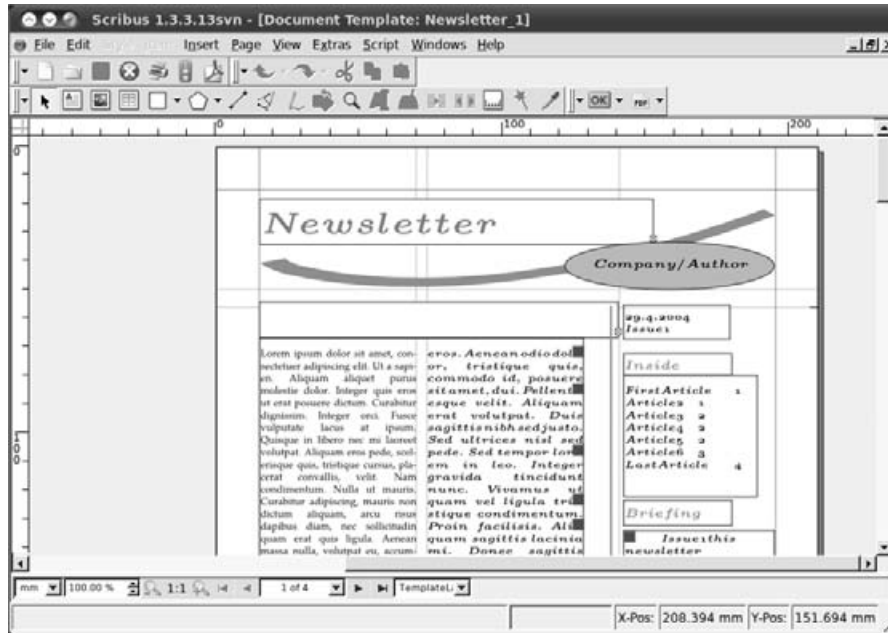 Scribus 1.3.3.13svn - [Document Template: Newsletter_1]
File Edit Insert Page View Extras Script Windows Help
OK PDF
0 100 200
0
Newsletter
Company/Author
29.4.2004
Issue1
Lorem ipsum dolor sit amet, con-
nectetuer adipiscing elit. Ut a sapi-
en. Aliquam aliquet purus
molestie dolor. Integer quis eros
ut erat posuere dictum. Curabitur
dignissim. Integer orci. Fusce
vulputate lacus at ipsum.
Quisque in libero nec mi laoreet
volutpat. Aliquam eros pede, scel-
erisque quis, tristique cursus, pla-
cerat convallis, velit. Nam
condimentum. Nulla ut mauris.
Curabitur adipiscing, mauris non
dictum aliquam, arcu risus
dapibus diam, nec sollicitudin
quam erat quis ligula. Aenean
massa nulla, volutpat eu, accum-
eros. Aenean odio dol
or, tristique quis,
commodo id, posuere
sit amet, dui. Pellent
esque velit. Aliquam
erat volutpat. Duis
sagittis nibh sed justo.
Sed ultrices nisl sed
pede. Sed tempor lor
em in leo. Integer
gravida tincidunt
nunc. Vivamus ut
quam vel ligula tri
stique condimentum.
Proin facilisis. Ali
quam sagittis lacinia
mi. Donec sagittis
Inside
FirstArticle 1
Article2 1
Article3 2
Article4 2
Article5 2
Article6 3
LastArticle 4
Briefing
Issue1this
newsletter
100
mm 100.00 % 1:1 1 of 4 TemplateL
X-Pos: 208.394 mm Y-Pos: 151.694 mm